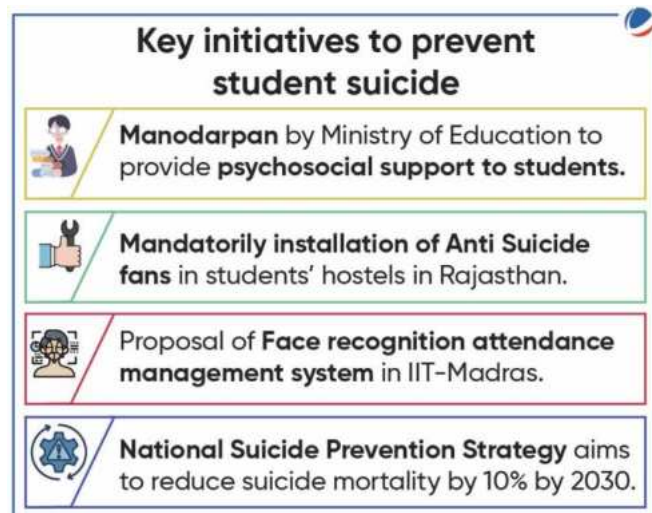 Key initiatives to prevent
student suicide
Manodarpan by Ministry of Education to
provide psychosocial support to students.
Mandatorily installation of Anti Suicide
fans in students' hostels in Rajasthan.
Proposal of Face recognition attendance
management system in IIT-Madras.
National Suicide Prevention Strategy aims
to reduce suicide mortality by 10% by 2030.